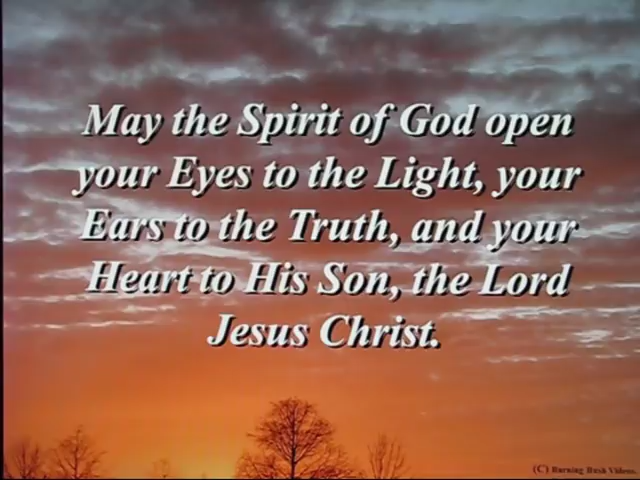 May the Spirit of God open
your Eyes to the Light, your
Ears to the Truth, and your
Heart to His Son, the Lord
Jesus Christ.
(C) Burning Bush Videos.